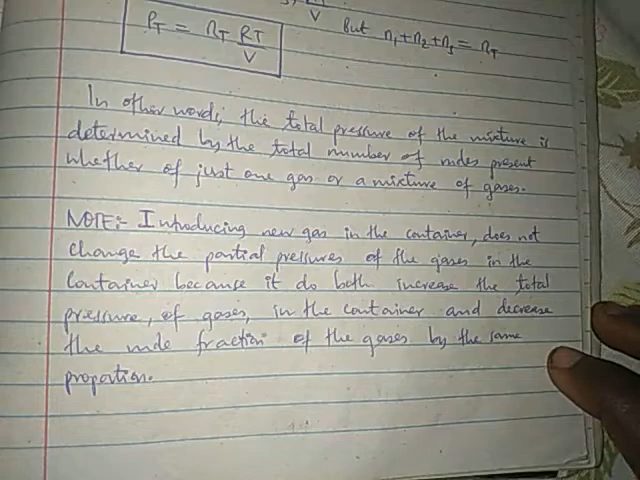 V
P_T = n_T RT/V But n₁+n₂+n₃ = n_T
In other words, the total pressure of the mixture is
determined by the total number of moles present
whether of just one gas or a mixture of gases.
NOTE:- Introducing new gas in the container, does not
change the partial pressures of the gases in the
Container because it do both increase the total
pressure, of gases, in the container and decrease
the mole fraction of the gases by the same
proportion.